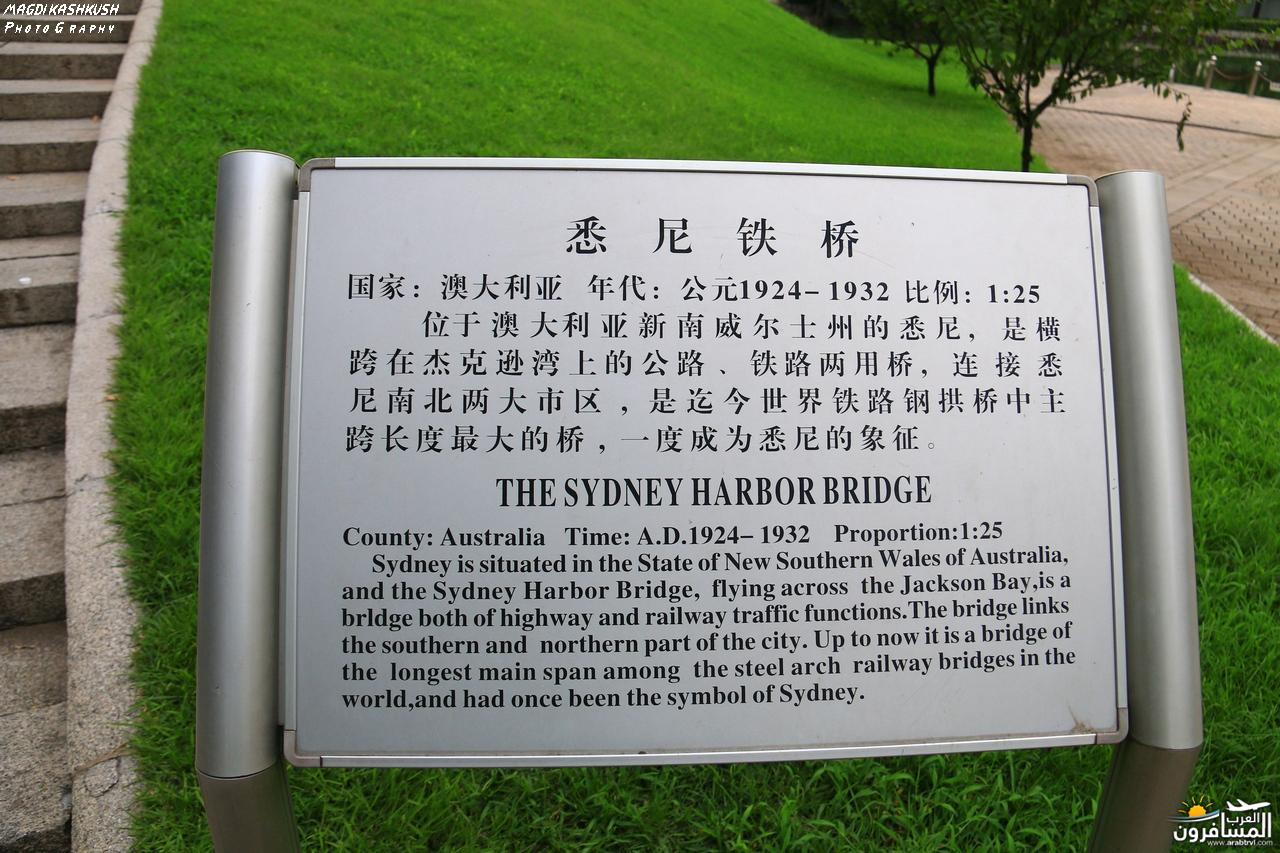 MAGDI KASHKUSH
PHOTOGRAPHY
悉尼铁桥
国家：澳大利亚 年代：公元1924-1932 比例：1:25
位于澳大利亚新南威尔士州的悉尼，是横
跨在杰克逊湾上的公路、铁路两用桥，连接悉
尼南北两大市区，是迄今世界铁路钢拱桥中主
跨长度最大的桥，一度成为悉尼的象征。
THE SYDNEY HARBOR BRIDGE
County: Australia Time: A.D.1924-1932 Proportion:1:25
Sydney is situated in the State of New Southern Wales of Australia,
and the Sydney Harbor Bridge, flying across the Jackson Bay,is a
brldge both of highway and railway traffic functions.The bridge links
the southern and northern part of the city. Up to now it is a bridge of
the longest main span among the steel arch railway bridges in the
world,and had once been the symbol of Sydney.
العرب
المسافرون
www.arabtrvl.com